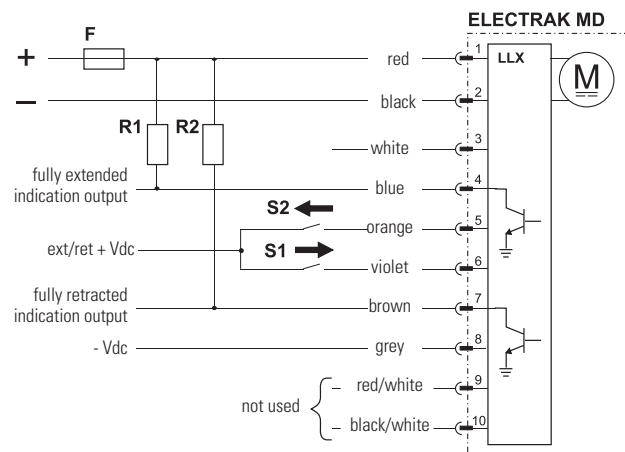 ELECTRAK MD
F
+
red
1
LLX
M
−
black
2
R1
R2
white
3
fully extended
indication output
blue
4
S2
orange
5
ext/ret + Vdc
S1
violet
6
fully retracted
indication output
brown
7
- Vdc
grey
8
red/white
9
not used
black/white
10